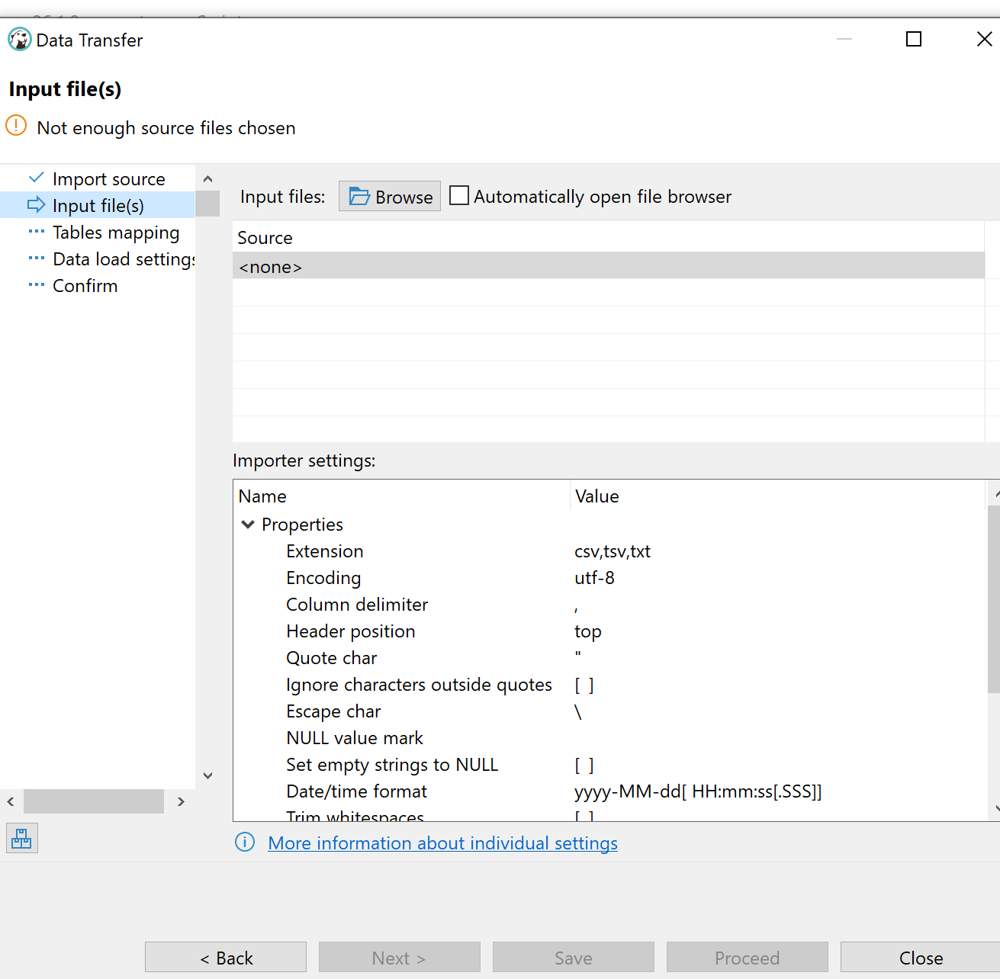 Data Transfer
Input file(s)
Not enough source files chosen
Import source
Input file(s)
Tables mapping
Data load settings
Confirm
Input files: Browse Automatically open file browser
Source
<none>
Importer settings:
Name Value
Properties
Extension csv,tsv,txt
Encoding utf-8
Column delimiter ,
Header position top
Quote char "
Ignore characters outside quotes [ ]
Escape char \
NULL value mark
Set empty strings to NULL [ ]
Date/time format yyyy-MM-dd[ HH:mm:ss[.SSS]]
Trim whitespaces [ ]
More information about individual settings
< Back Next > Save Proceed Close